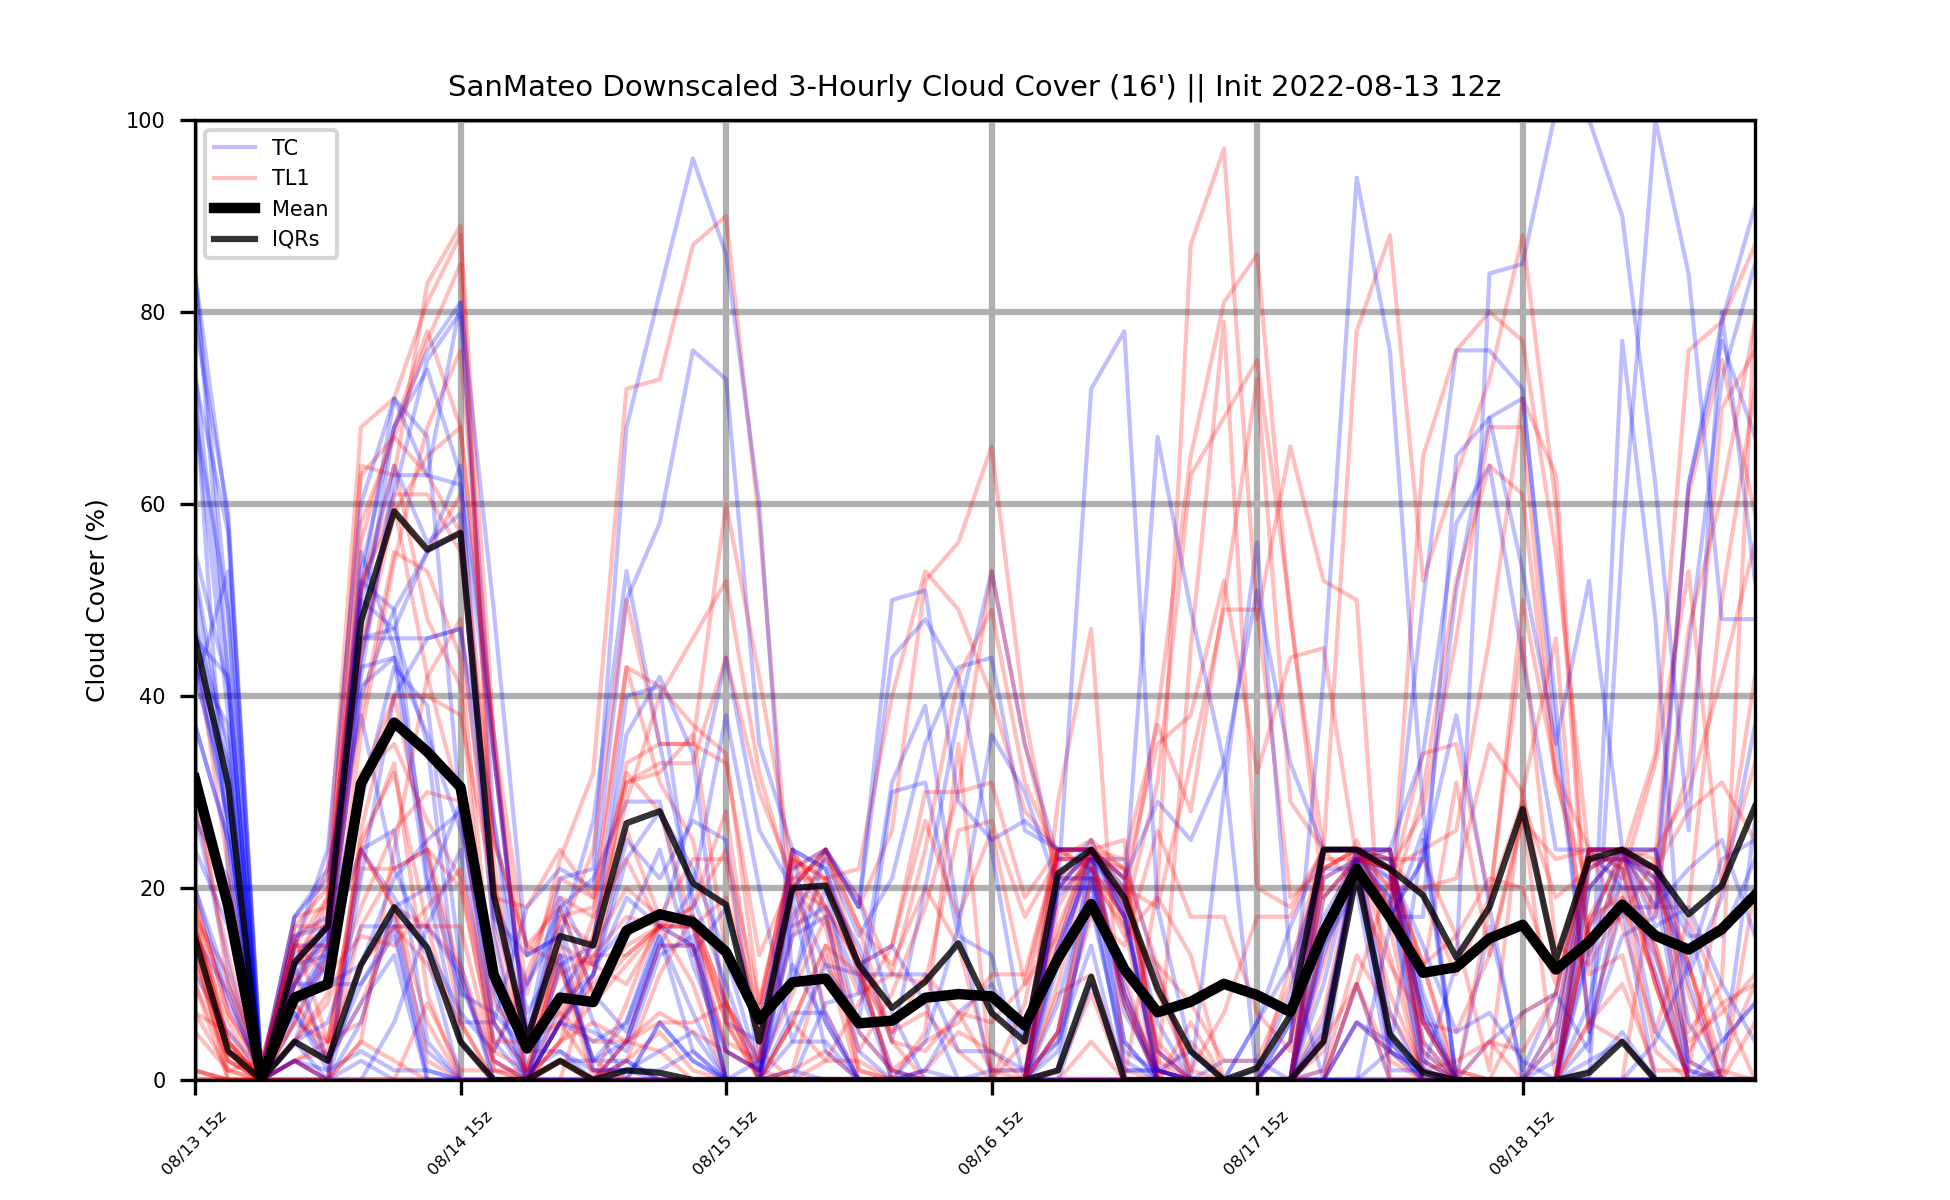 SanMateo Downscaled 3-Hourly Cloud Cover (16') || Init 2022-08-13 12z
100
80
60
40
20
0
Cloud Cover (%)
TC
TL1
Mean
IQRs
08/13 15z
08/14 15z
08/15 15z
08/16 15z
08/17 15z
08/18 15z